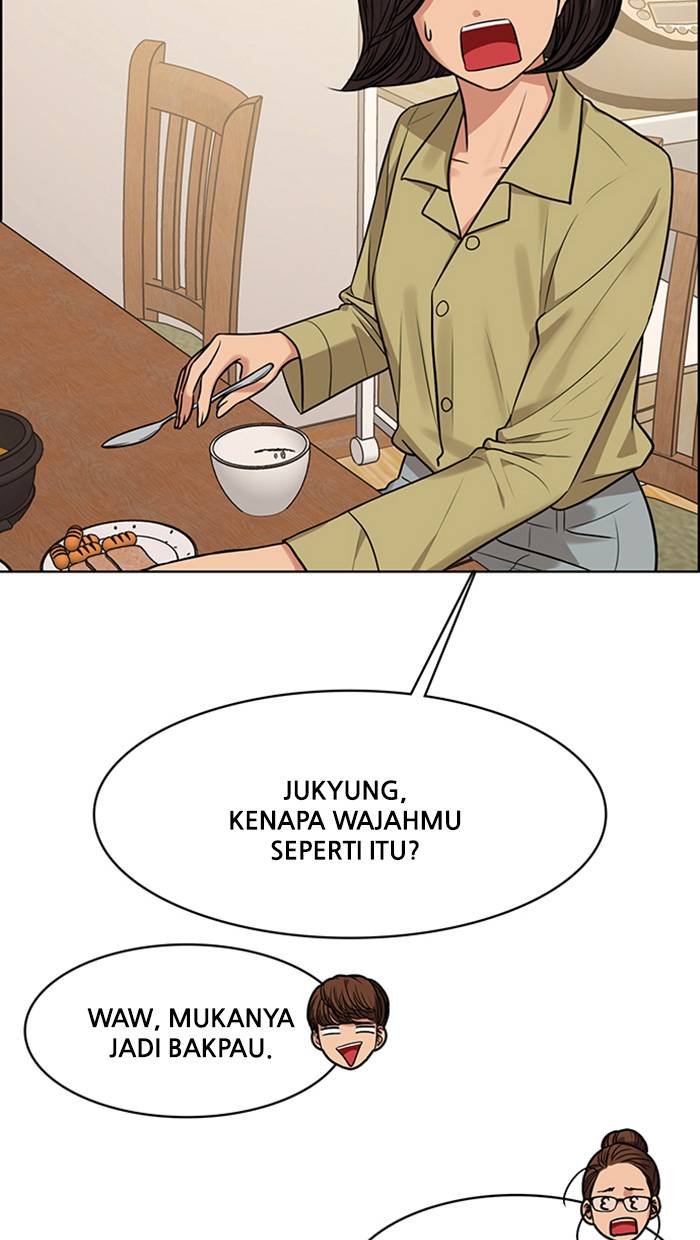 JUKYUNG,
KENAPA WAJAHMU
SEPERTI ITU?
WAW, MUKANYA
JADI BAKPAU.